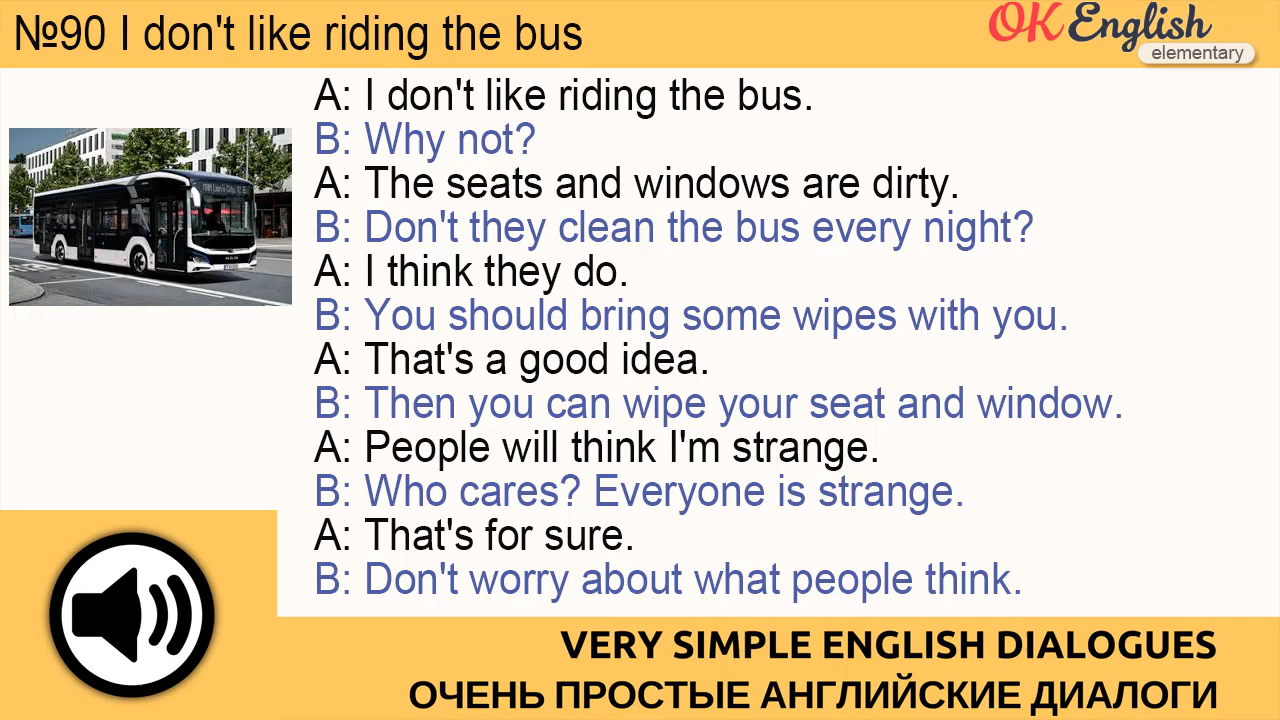 №90 I don't like riding the bus
OK English
elementary
A: I don't like riding the bus.
B: Why not?
A: The seats and windows are dirty.
B: Don't they clean the bus every night?
A: I think they do.
B: You should bring some wipes with you.
A: That's a good idea.
B: Then you can wipe your seat and window.
A: People will think I'm strange.
B: Who cares? Everyone is strange.
A: That's for sure.
B: Don't worry about what people think.
VERY SIMPLE ENGLISH DIALOGUES
ОЧЕНЬ ПРОСТЫЕ АНГЛИЙСКИЕ ДИАЛОГИ